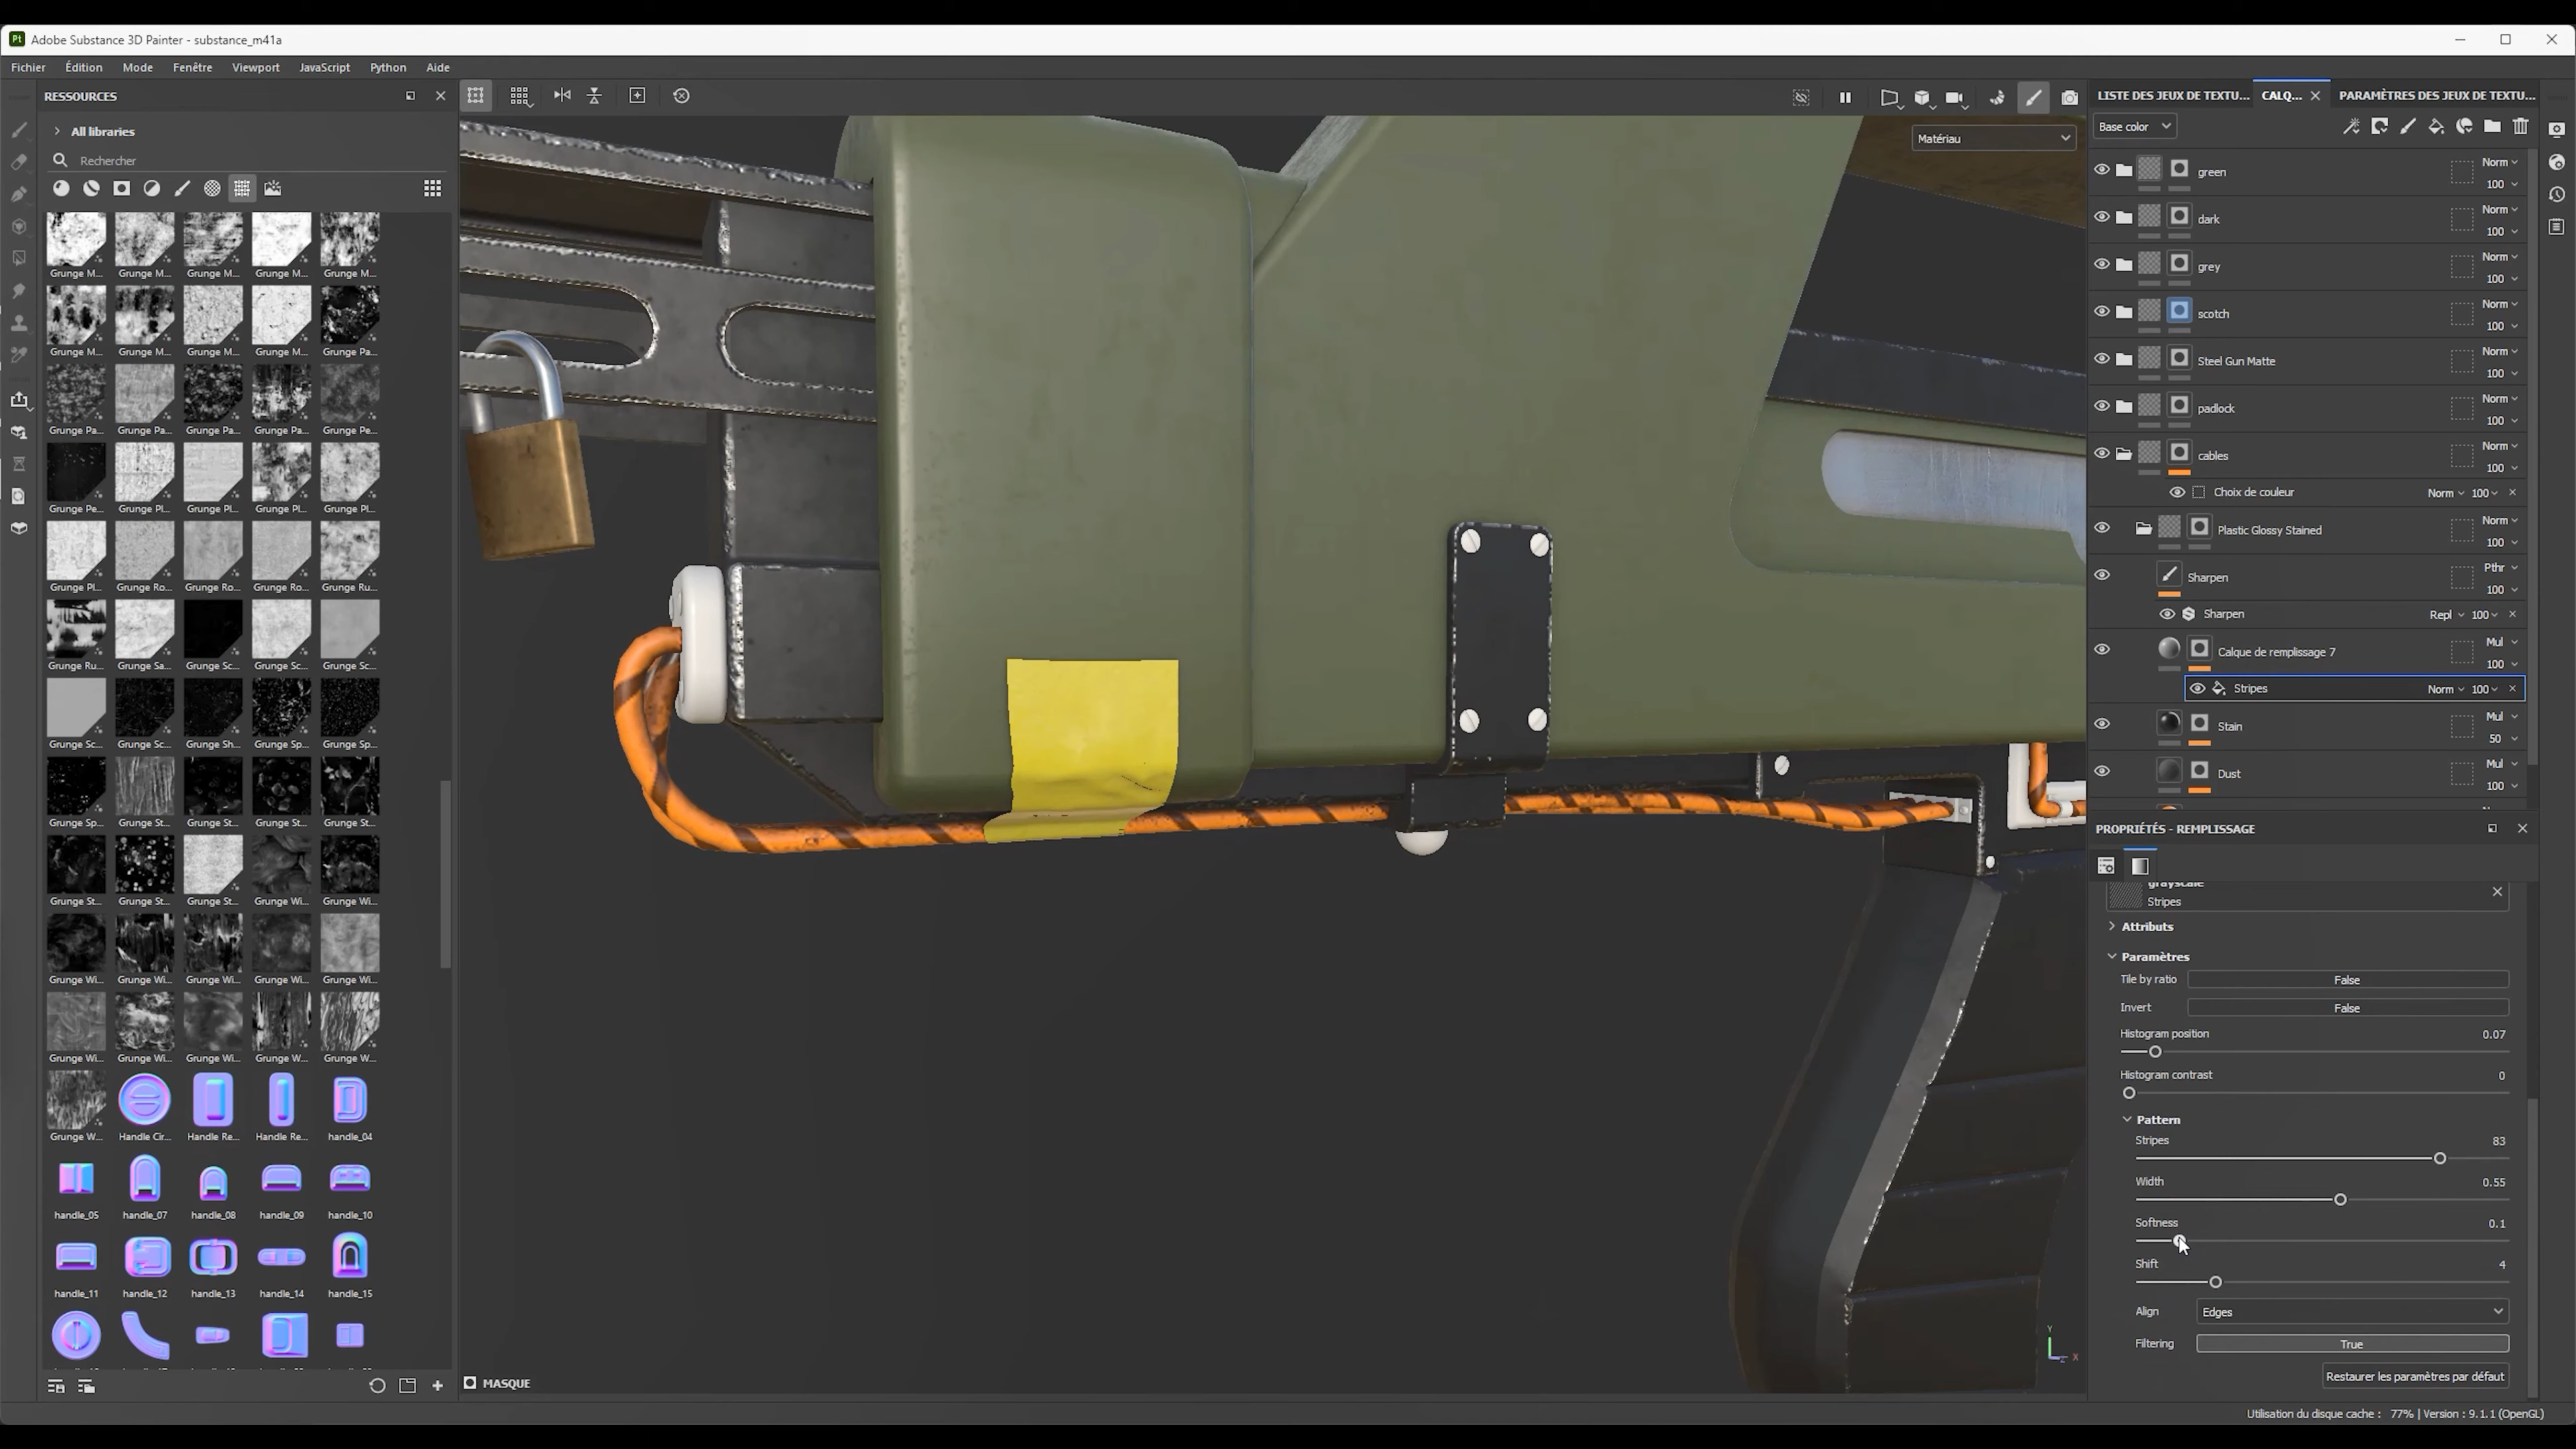 Pt Adobe Substance 3D Painter - substance_m41a
Fichier Édition Mode Fenêtre Viewport JavaScript Python Aide
RESSOURCES
All libraries
Rechercher
Grunge M... Grunge M... Grunge M... Grunge M... Grunge M...
Grunge M... Grunge M... Grunge M... Grunge M... Grunge Pa...
Grunge Pa... Grunge Pa... Grunge Pa... Grunge Pa... Grunge Pe...
Grunge Pe... Grunge Pl... Grunge Pl... Grunge Pl... Grunge Pl...
Grunge Pl... Grunge Ro... Grunge Ro... Grunge Ro... Grunge Ru...
Grunge Ru... Grunge Sa... Grunge Sc... Grunge Sc... Grunge Sc...
Grunge Sc... Grunge Sc... Grunge Sh... Grunge Sp... Grunge Sp...
Grunge Sp... Grunge St... Grunge St... Grunge St... Grunge St...
Grunge St... Grunge St... Grunge St... Grunge Wi... Grunge Wi...
Grunge Wi... Grunge Wi... Grunge Wi... Grunge Wi... Grunge Wi...
Grunge Wi... Grunge Wi... Grunge Wi... Grunge W... Grunge W...
Grunge W... Handle Cir... Handle Re... Handle Re... handle_04
handle_05 handle_07 handle_08 handle_09 handle_10
handle_11 handle_12 handle_13 handle_14 handle_15
Matériau
MASQUE
Y
Z X
LISTE DES JEUX DE TEXTU... CALQ... PARAMÈTRES DES JEUX DE TEXTU...
Base color
green Norm 100
dark Norm 100
grey Norm 100
scotch Norm 100
Steel Gun Matte Norm 100
padlock Norm 100
cables Norm 100
Choix de couleur Norm 100
Plastic Glossy Stained Norm 100
Sharpen Pthr 100
Sharpen Repl 100
Calque de remplissage 7 Mul 100
Stripes Norm 100
Stain Mul 50
Dust Mul 100
PROPRIÉTÉS - REMPLISSAGE
grayscale
Stripes
Attributs
Paramètres
Tile by ratio False
Invert False
Histogram position 0.07
Histogram contrast 0
Pattern
Stripes 83
Width 0.55
Softness 0.1
Shift 4
Align Edges
Filtering True
Restaurer les paramètres par défaut
Utilisation du disque cache : 77% | Version : 9.1.1 (OpenGL)